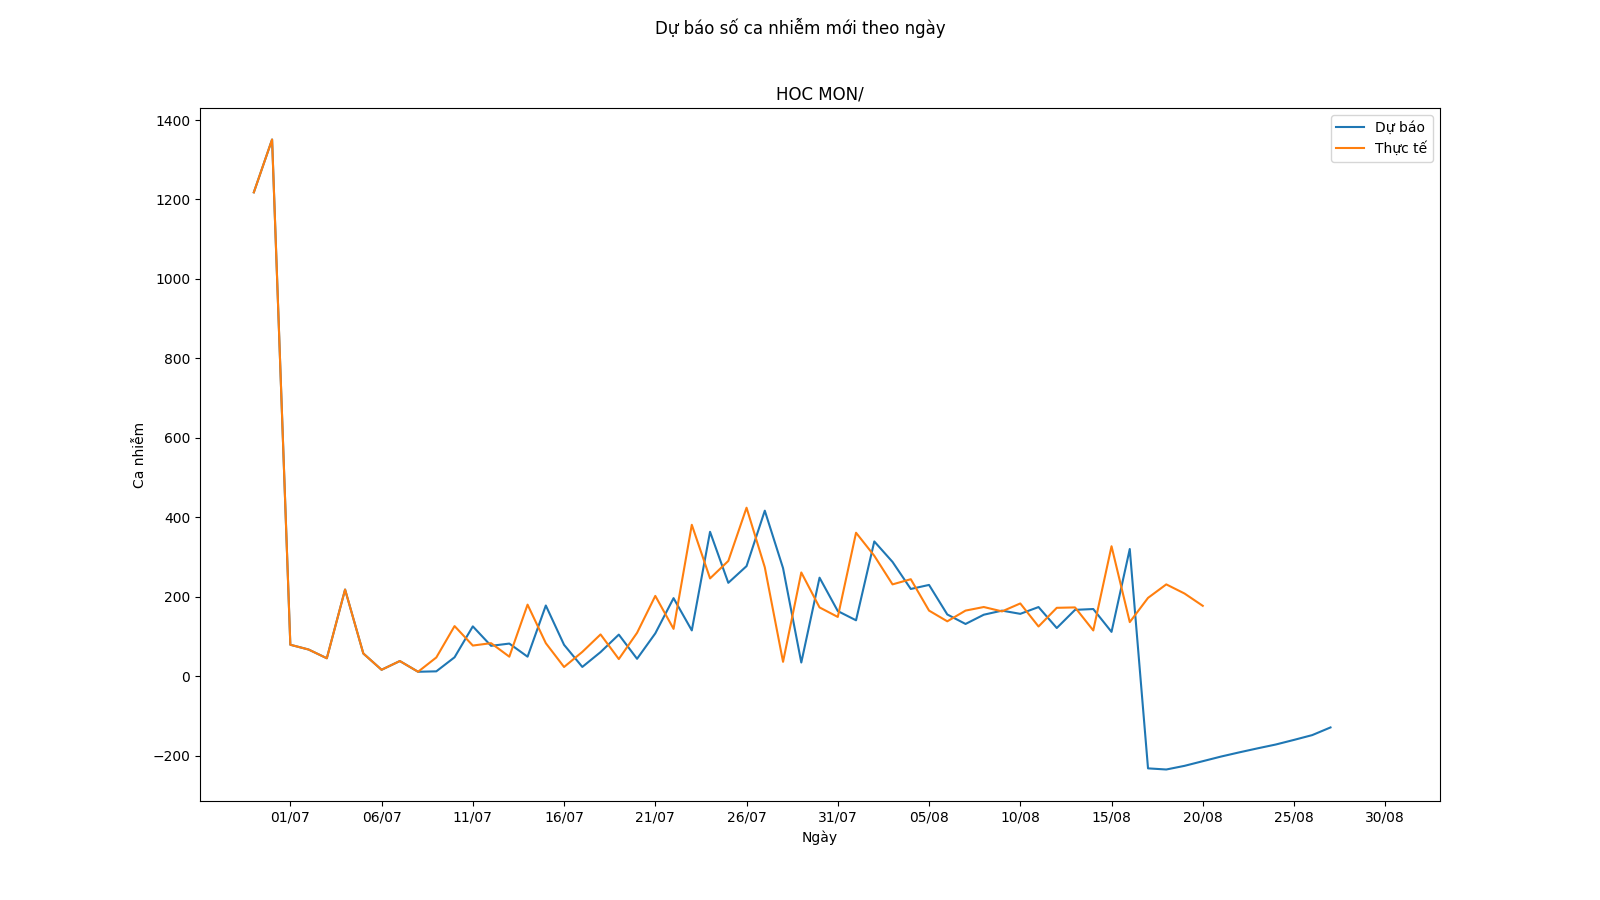 Dự báo số ca nhiễm mới theo ngày
HOC MON/
Dự báo
Thực tế
1400
1200
1000
800
600
400
200
0
−200
Ca nhiễm
01/07 06/07 11/07 16/07 21/07 26/07 31/07 05/08 10/08 15/08 20/08 25/08 30/08
Ngày